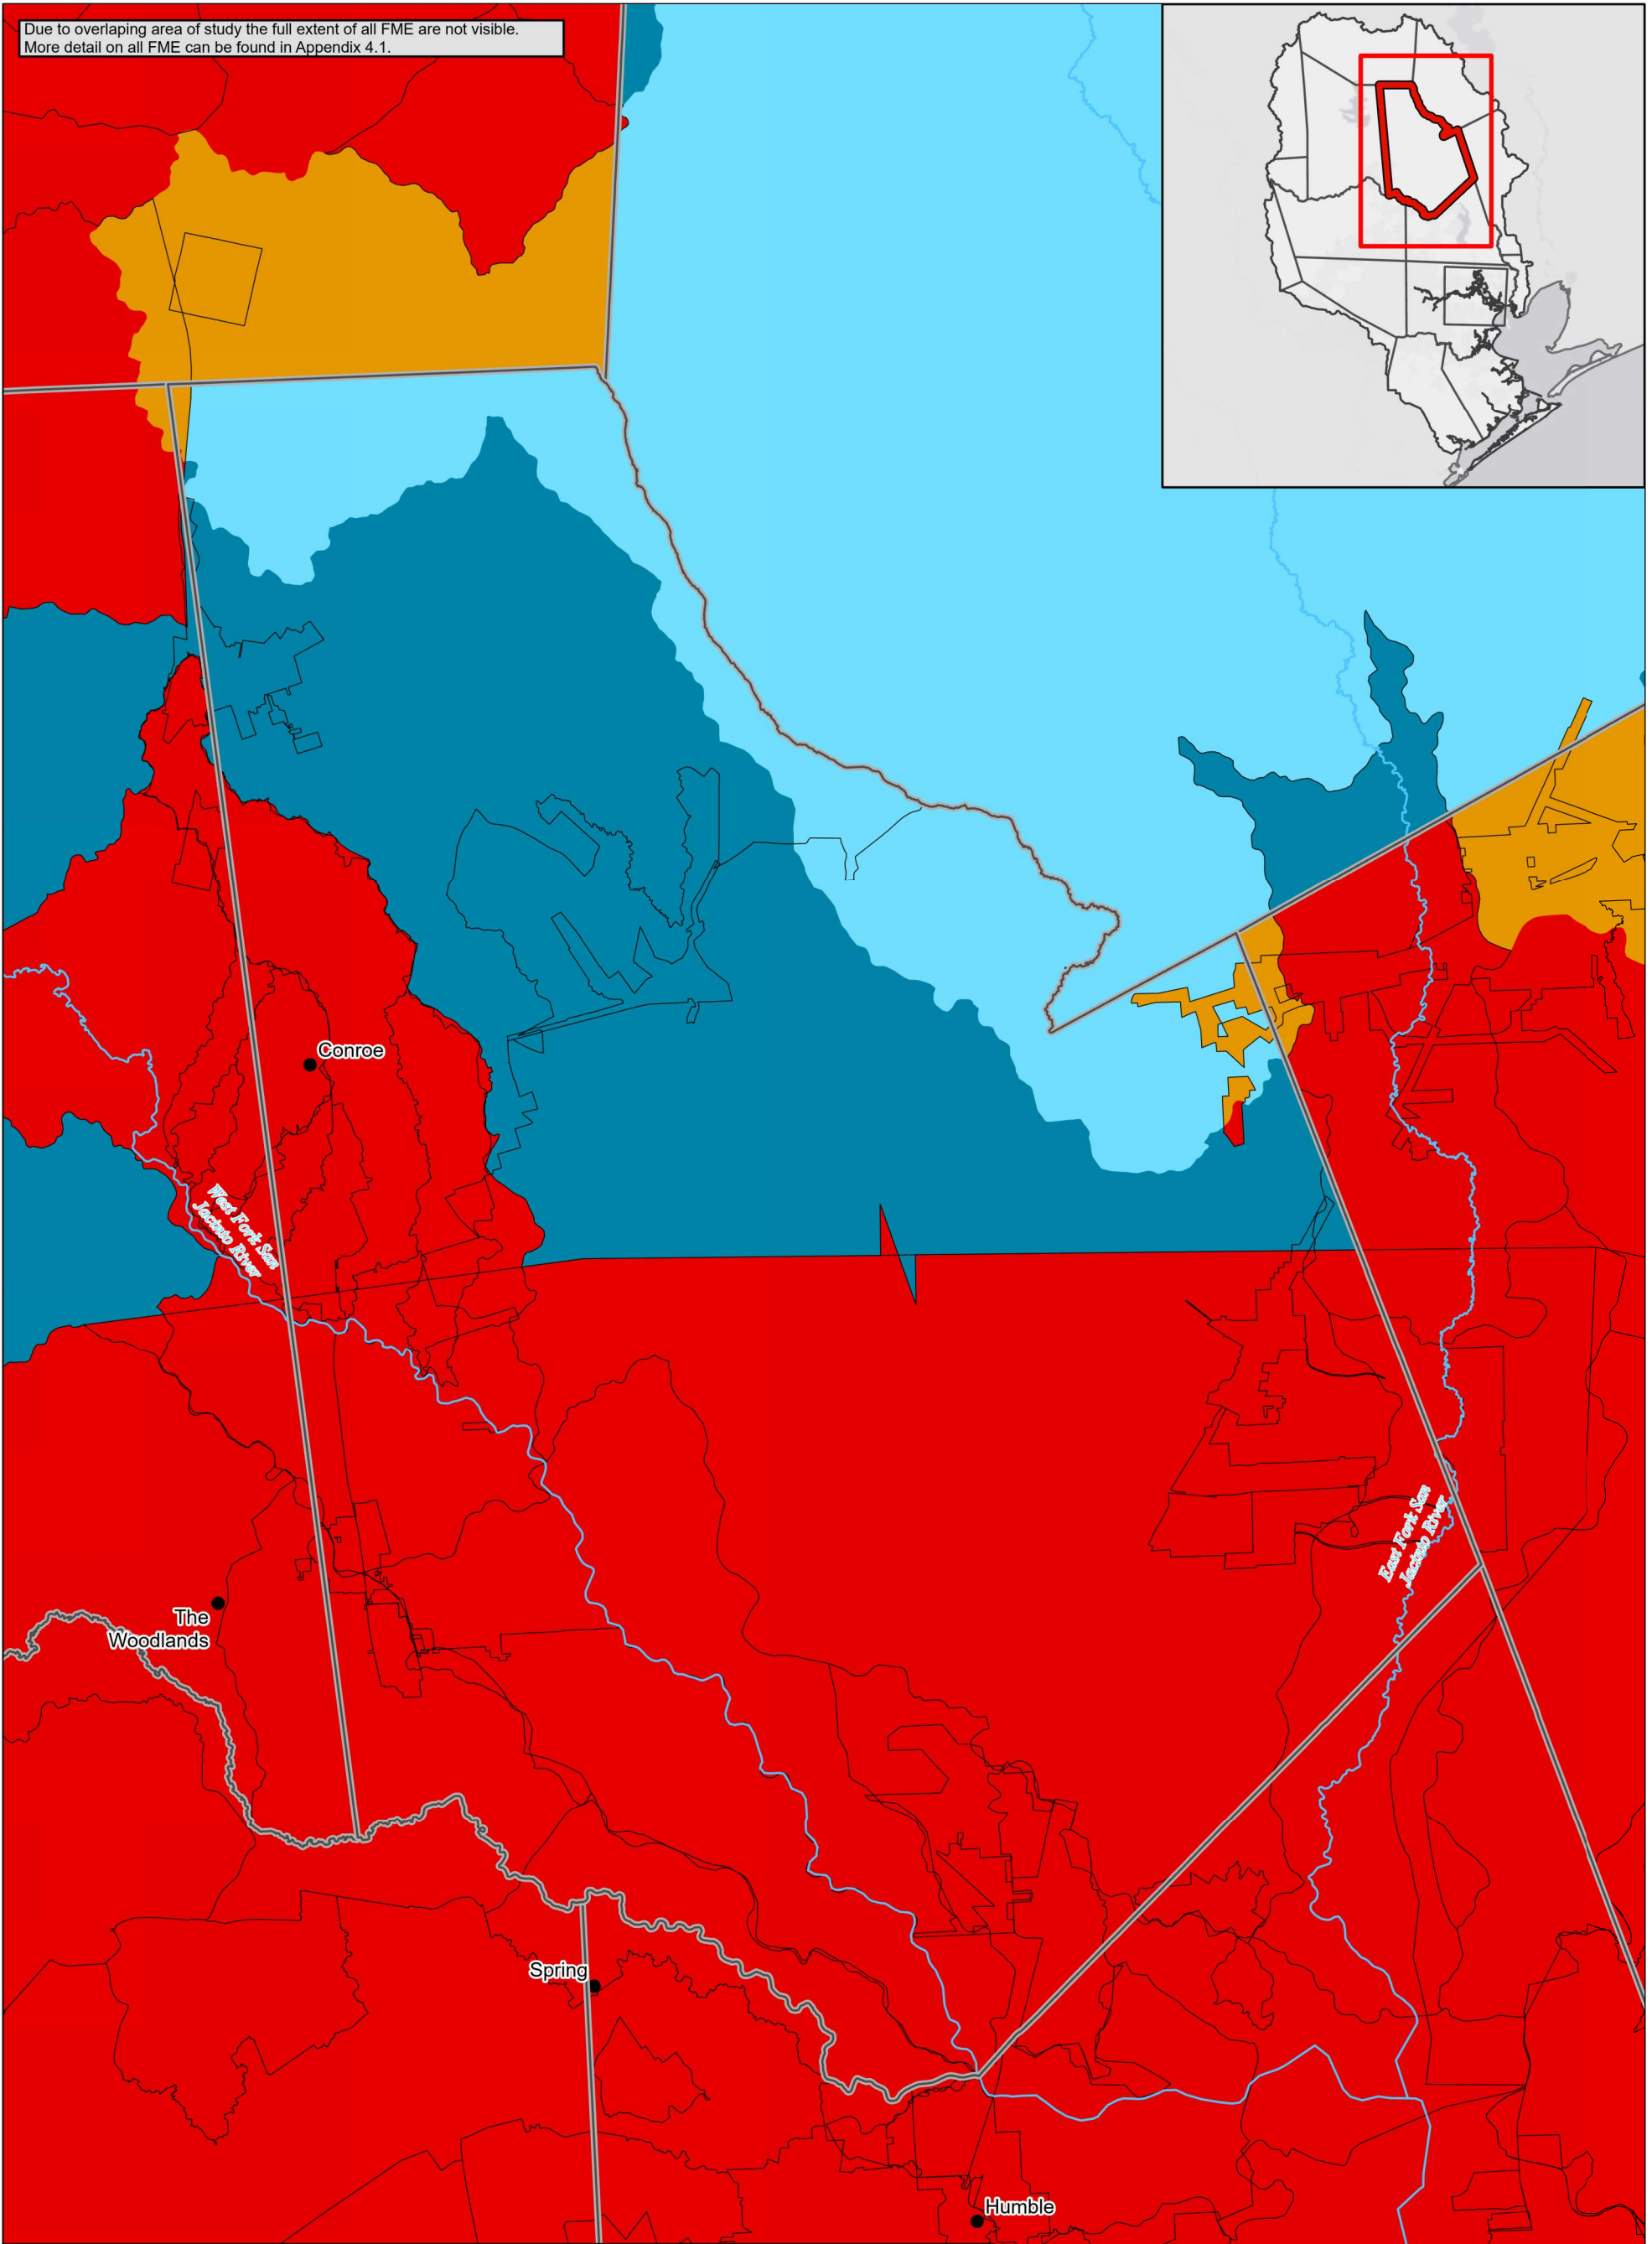 Due to overlaping area of study the full extent of all FME are not visible.
More detail on all FME can be found in Appendix 4.1.
Conroe
West Fork San
Jacinto River
East Fork San
Jacinto River
The
Woodlands
Spring
Humble